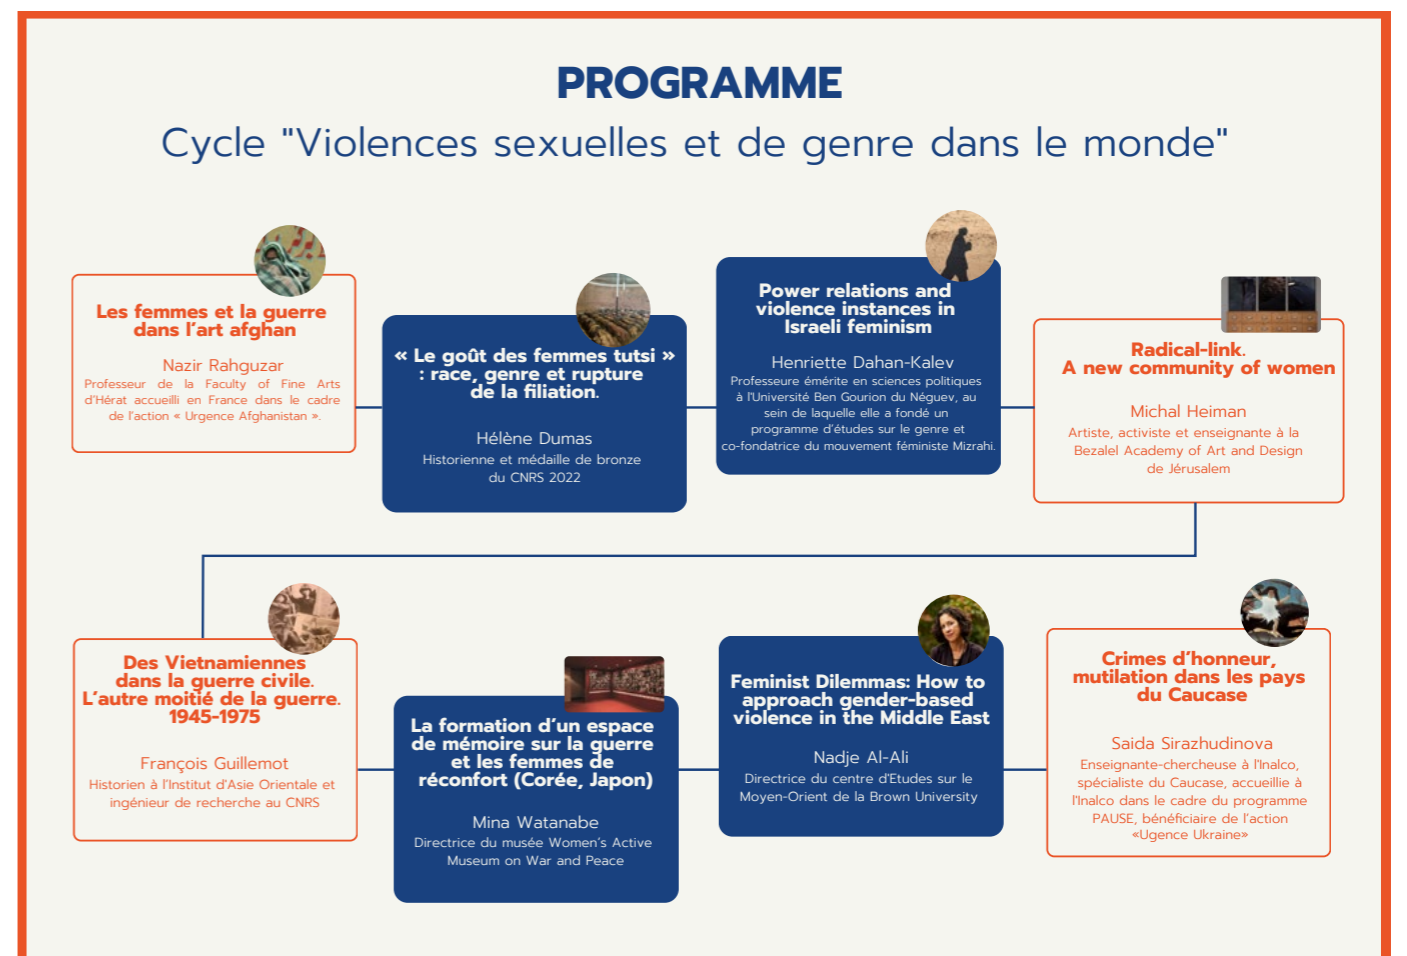 PROGRAMME
Cycle "Violences sexuelles et de genre dans le monde"
Les femmes et la guerre
dans l’art afghan
Nazir Rahguzar
Professeur de la Faculty of Fine Arts
d’Hérat accueilli en France dans le cadre
de l’action « Urgence Afghanistan ».
« Le goût des femmes tutsi »
: race, genre et rupture
de la filiation.
Hélène Dumas
Historienne et médaille de bronze
du CNRS 2022
Power relations and
violence instances in
Israeli feminism
Henriette Dahan-Kalev
Professeure émérite en sciences politiques
à l'Université Ben Gourion du Néguev, au
sein de laquelle elle a fondé un
programme d’études sur le genre et
co-fondatrice du mouvement féministe Mizrahi.
Radical-link.
A new community of women
Michal Heiman
Artiste, activiste et enseignante à la
Bezalel Academy of Art and Design
de Jérusalem
Des Vietnamiennes
dans la guerre civile.
L’autre moitié de la guerre.
1945-1975
François Guillemot
Historien à l’Institut d’Asie Orientale et
ingénieur de recherche au CNRS
La formation d’un espace
de mémoire sur la guerre
et les femmes de
réconfort (Corée, Japon)
Mina Watanabe
Directrice du musée Women’s Active
Museum on War and Peace
Feminist Dilemmas: How to
approach gender-based
violence in the Middle East
Nadje Al-Ali
Directrice du centre d’Etudes sur le
Moyen-Orient de la Brown University
Crimes d’honneur,
mutilation dans les pays
du Caucase
Saida Sirazhudinova
Enseignante-chercheuse à l'Inalco,
spécialiste du Caucase, accueillie à
l'Inalco dans le cadre du programme
PAUSE, bénéficiaire de l’action
«Ugence Ukraine»